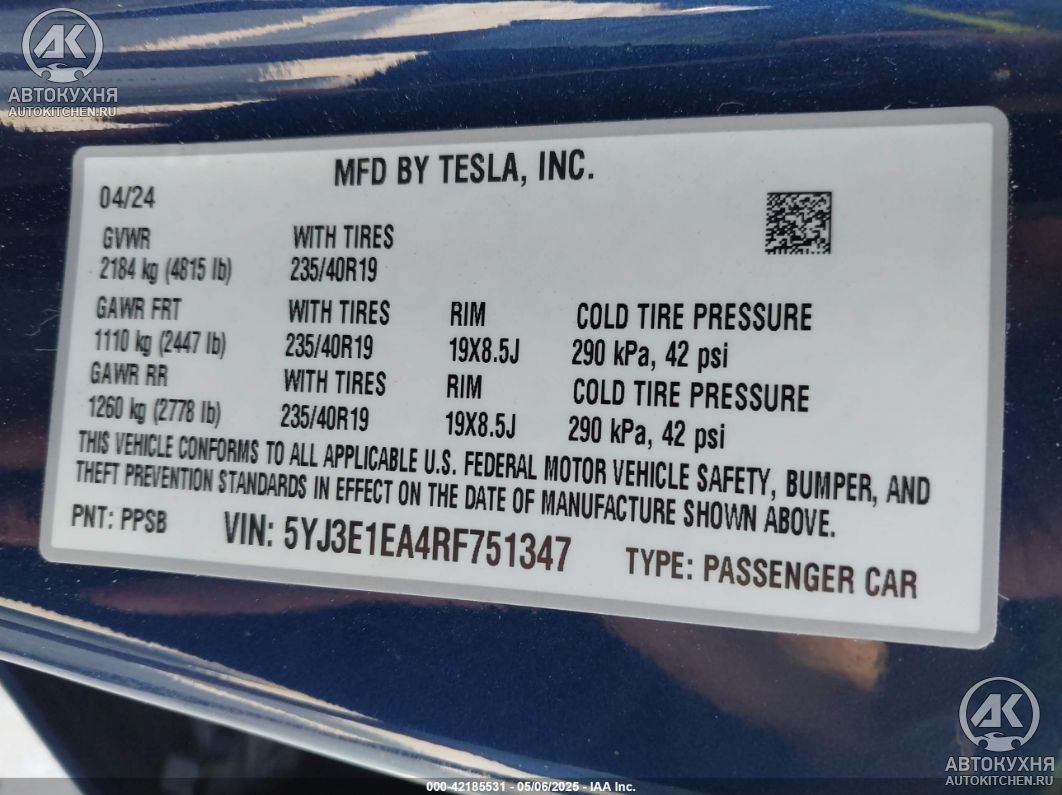 AK
АВТОКУХНЯ
AUTOKITCHEN.RU
MFD BY TESLA, INC.
04/24
GVWR WITH TIRES
2184 kg (4815 lb) 235/40R19
GAWR FRT WITH TIRES RIM COLD TIRE PRESSURE
1110 kg (2447 lb) 235/40R19 19X8.5J 290 kPa, 42 psi
GAWR RR WITH TIRES RIM COLD TIRE PRESSURE
1260 kg (2778 lb) 235/40R19 19X8.5J 290 kPa, 42 psi
THIS VEHICLE CONFORMS TO ALL APPLICABLE U.S. FEDERAL MOTOR VEHICLE SAFETY, BUMPER, AND
THEFT PREVENTION STANDARDS IN EFFECT ON THE DATE OF MANUFACTURE SHOWN ABOVE.
PNT: PPSB VIN: 5YJ3E1EA4RF751347 TYPE: PASSENGER CAR
AK
АВТОКУХНЯ
AUTOKITCHEN.RU
000-42185531 - 05/06/2025 - IAA Inc.